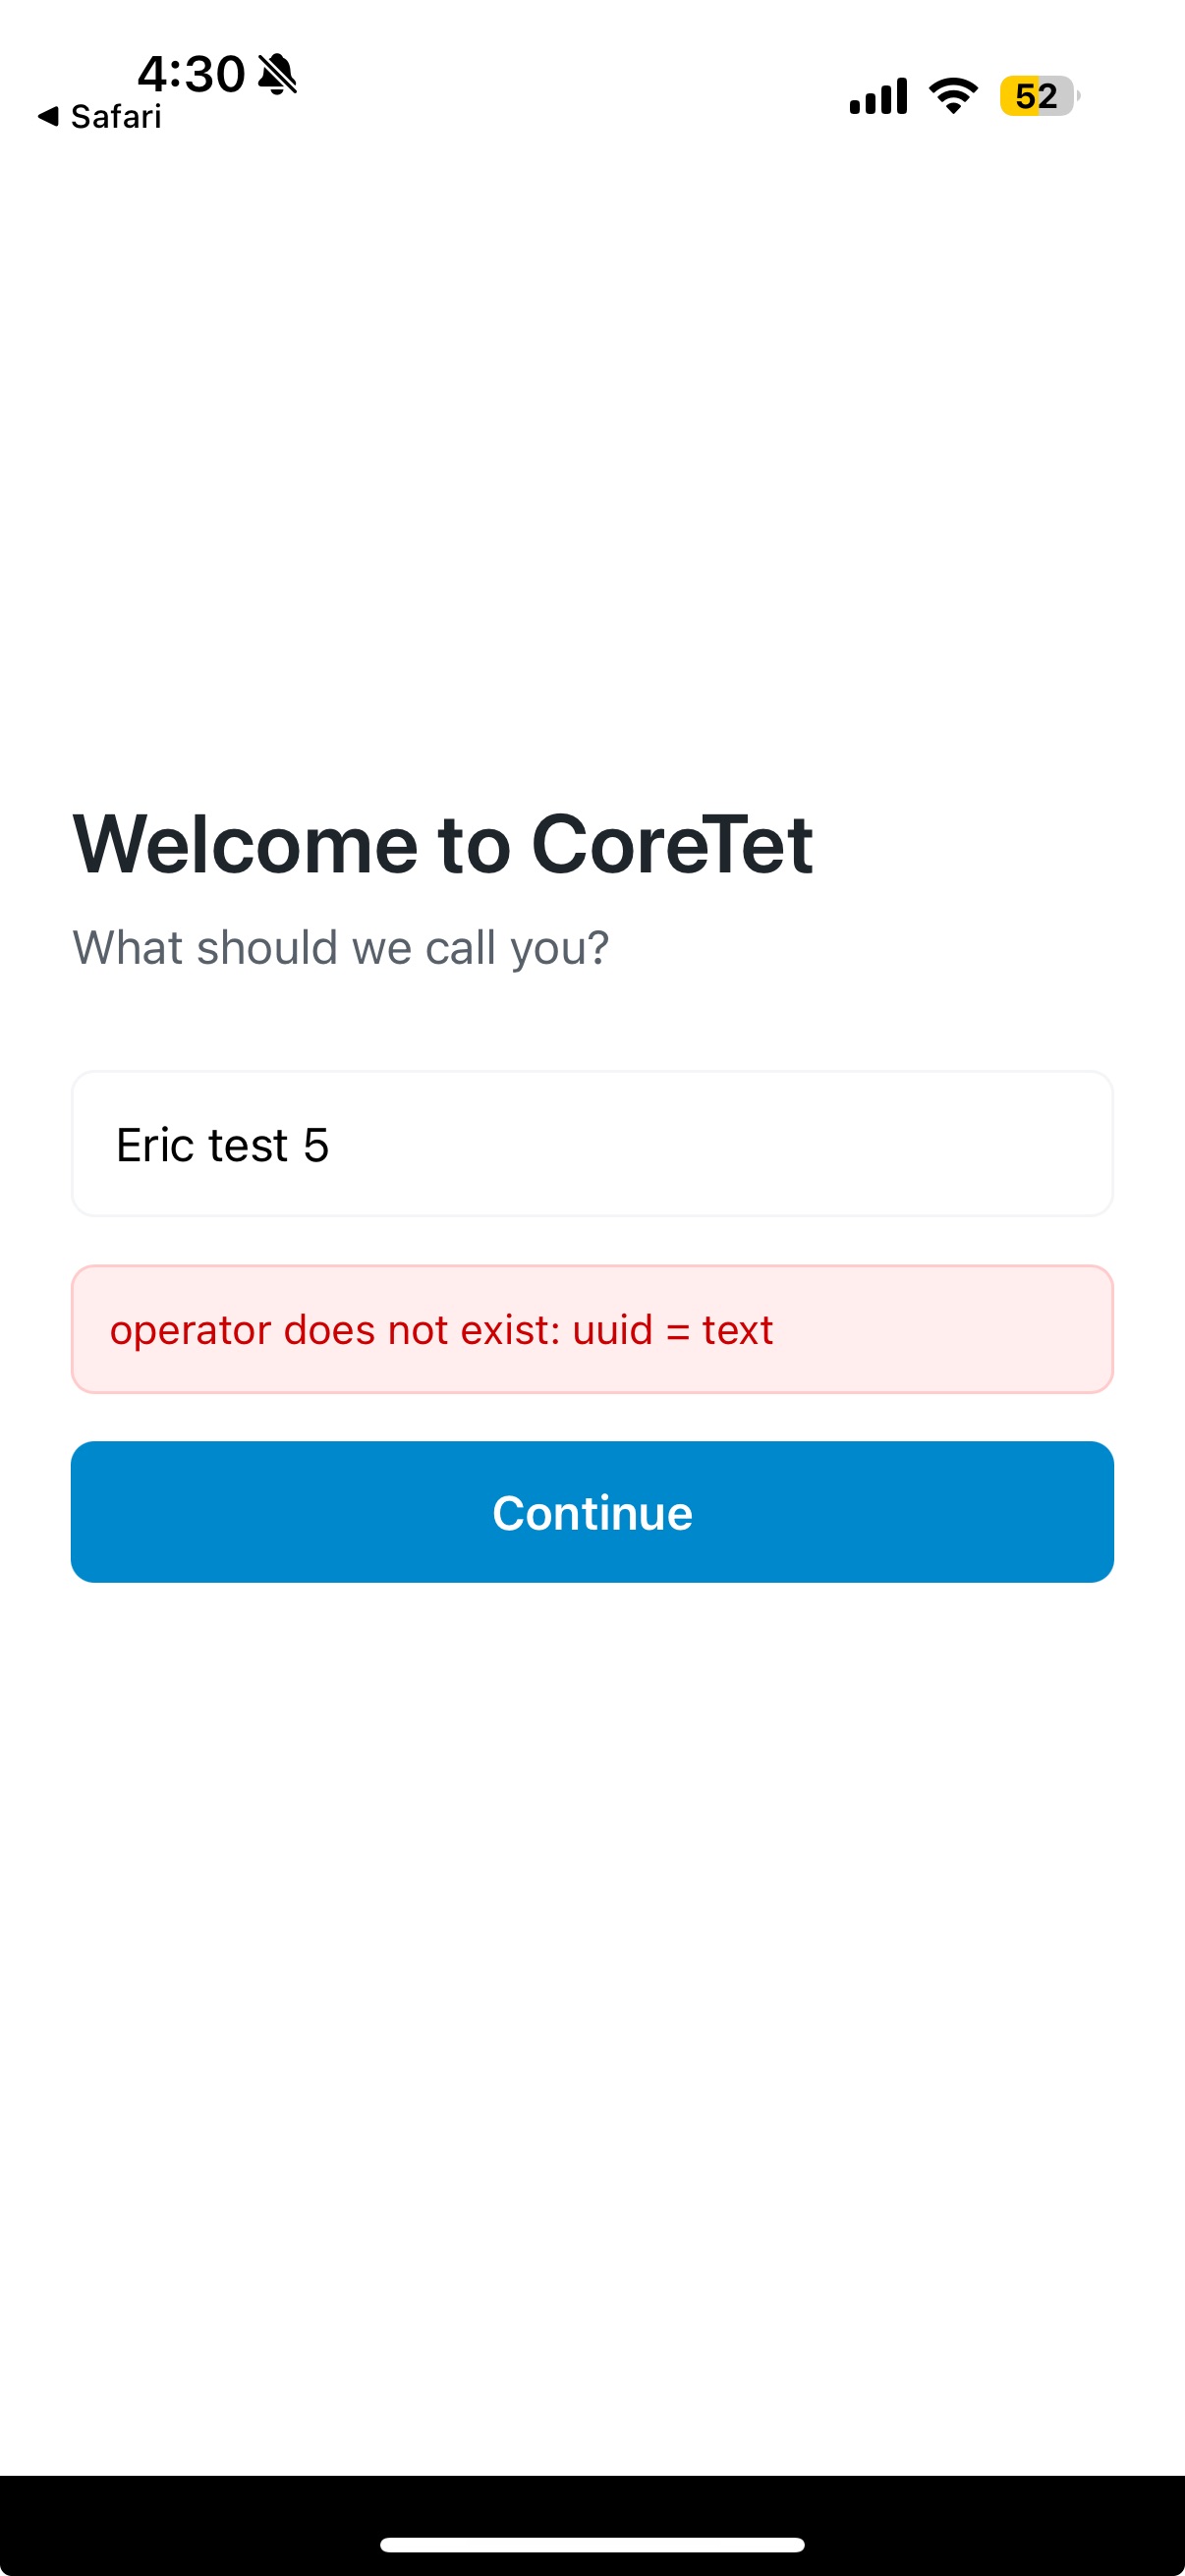 4:30
Safari
52
Welcome to CoreTet
What should we call you?
Eric test 5
operator does not exist: uuid = text
Continue